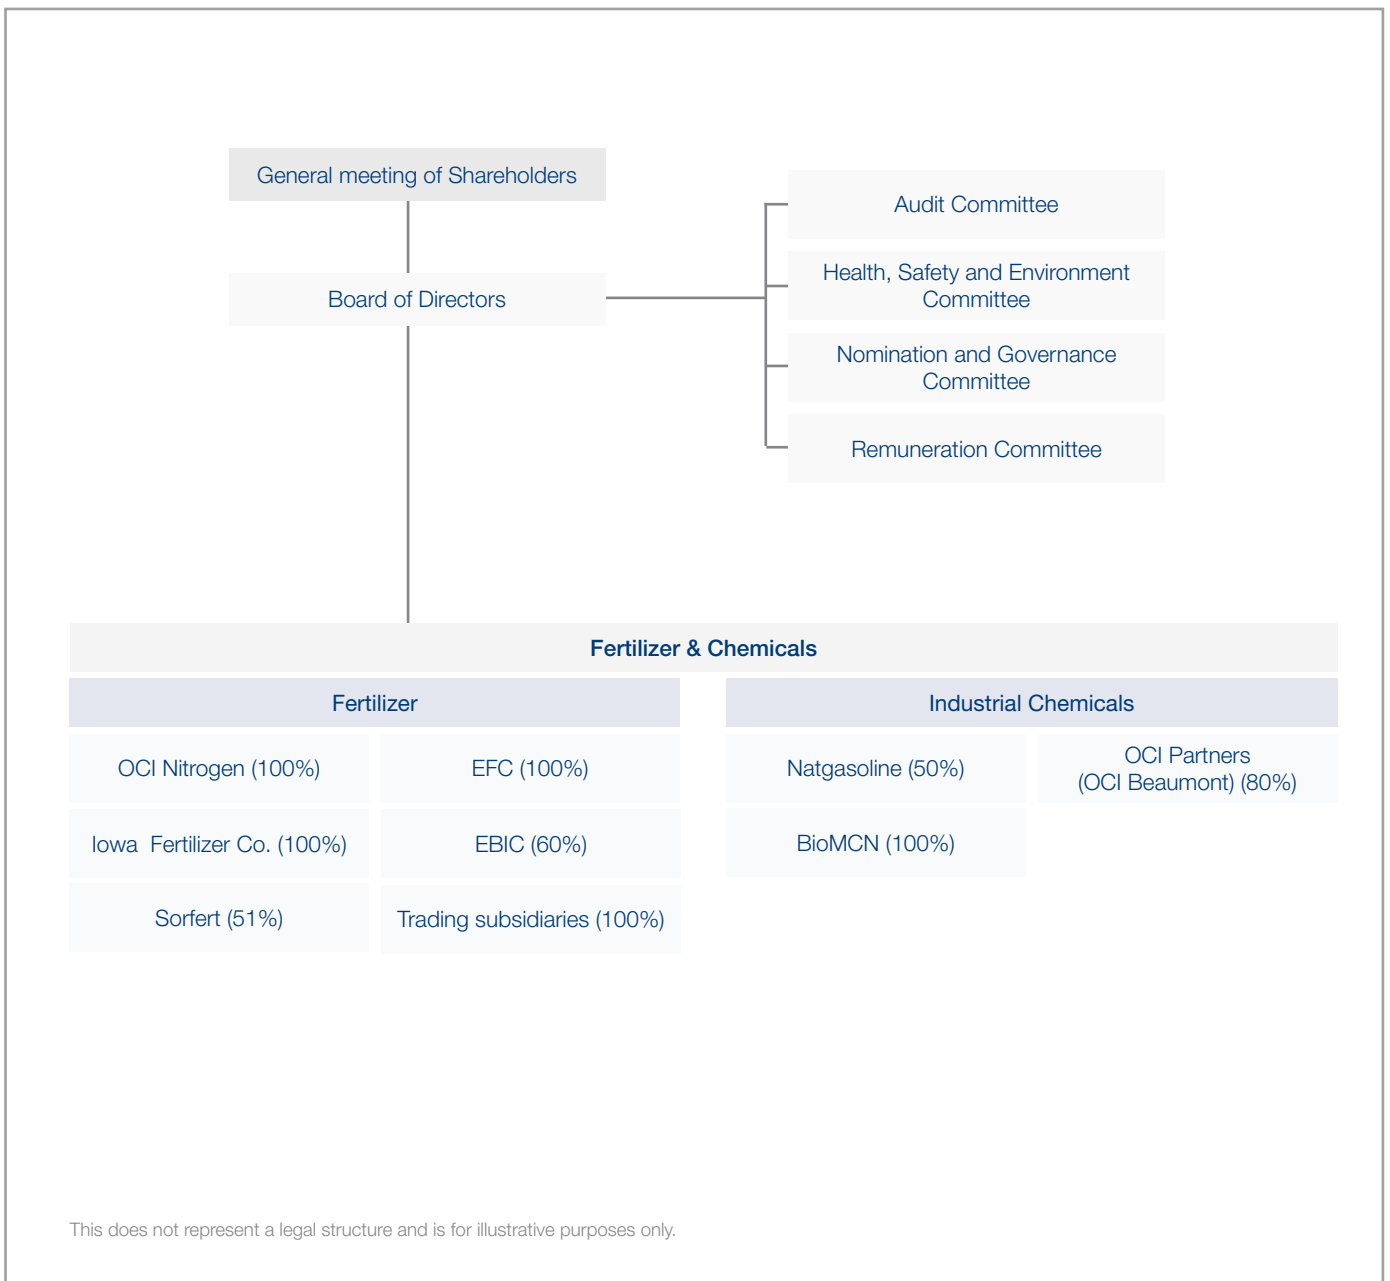 General meeting of Shareholders
Board of Directors
Audit Committee
Health, Safety and Environment
Committee
Nomination and Governance
Committee
Remuneration Committee
Fertilizer & Chemicals
Fertilizer
OCI Nitrogen (100%)
EFC (100%)
Iowa  Fertilizer Co. (100%)
EBIC (60%)
Sorfert (51%)
Trading subsidiaries (100%)
Industrial Chemicals
Natgasoline (50%)
OCI Partners
(OCI Beaumont) (80%)
BioMCN (100%)
This does not represent a legal structure and is for illustrative purposes only.